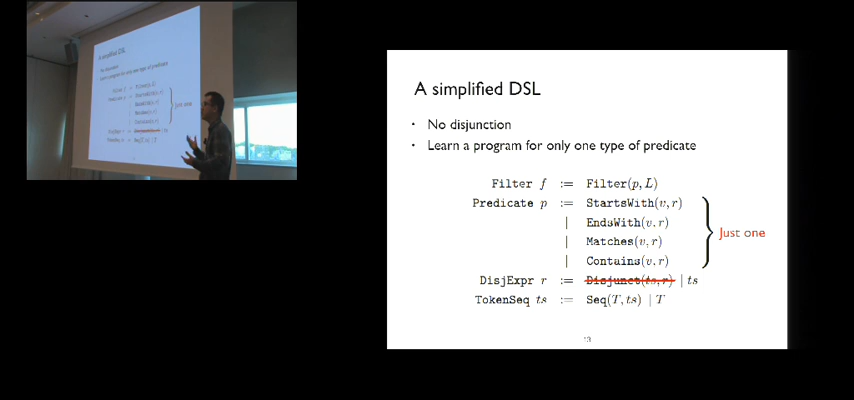 A simplified DSL
• No disjunction
• Learn a program for only one type of predicate
Filter f := Filter(p, L)
Predicate p := StartsWith(v, r)
| EndsWith(v, r)
| Matches(v, r)
| Contains(v, r)
Just one
DisjExpr r := Disjunct(ts, r) | ts
TokenSeq ts := Seq(T, ts) | T
13